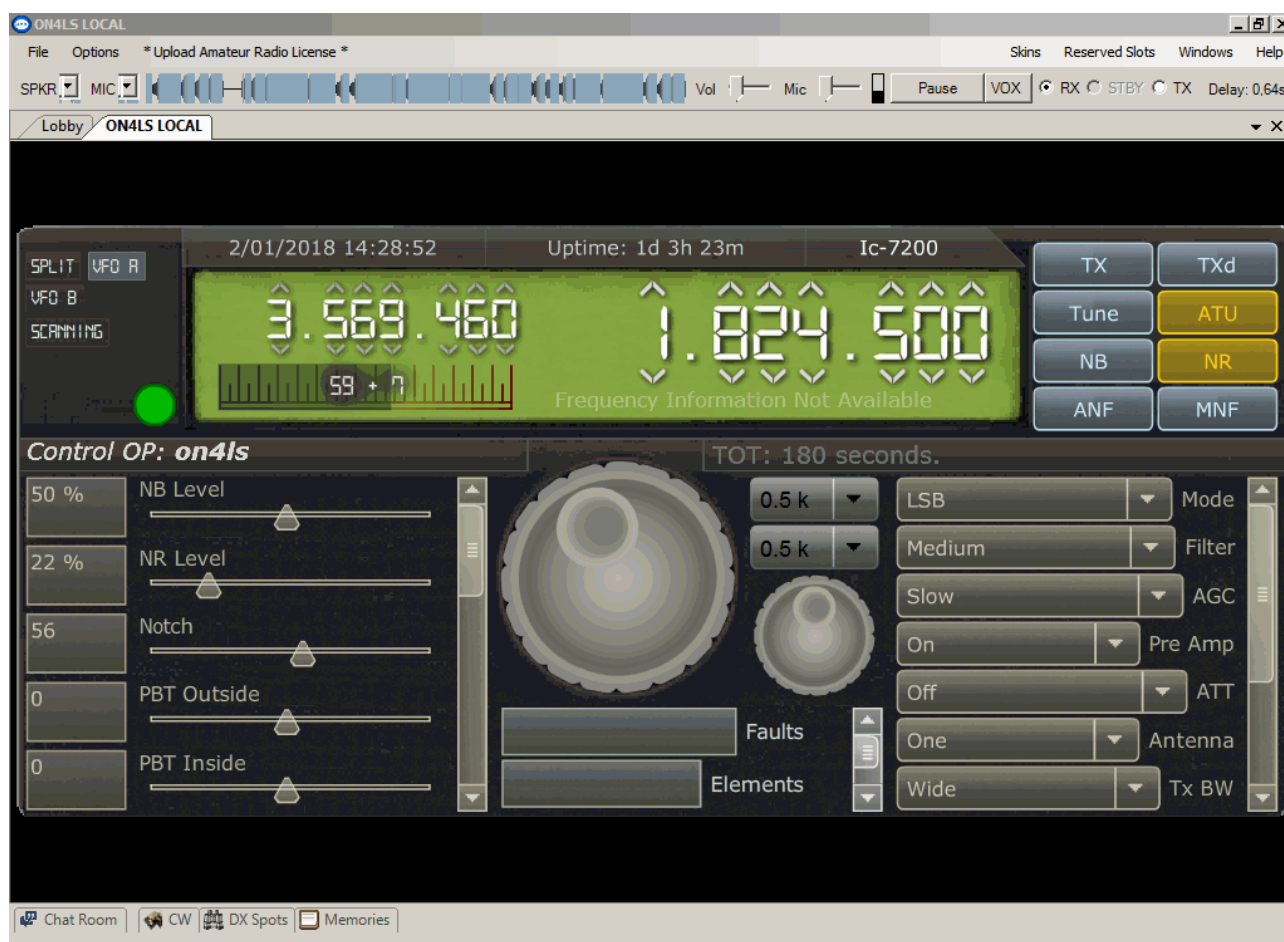 ON4LS LOCAL
File Options * Upload Amateur Radio License * Skins Reserved Slots Windows Help
SPKR MIC Vol Mic Pause VOX RX STBY TX Delay: 0,64s
Lobby ON4LS LOCAL
2/01/2018 14:28:52 Uptime: 1d 3h 23m Ic-7200
SPLIT VFO A
VFO B
SCANNING
3.569.460 1.824.500
S9 + 7
Frequency Information Not Available
TX TXd
Tune ATU
NB NR
ANF MNF
Control OP: on4ls TOT: 180 seconds.
50 % NB Level
22 % NR Level
56 Notch
0 PBT Outside
0 PBT Inside
0.5 k
0.5 k
Faults
Elements
LSB Mode
Medium Filter
Slow AGC
On Pre Amp
Off ATT
One Antenna
Wide Tx BW
Chat Room CW DX Spots Memories